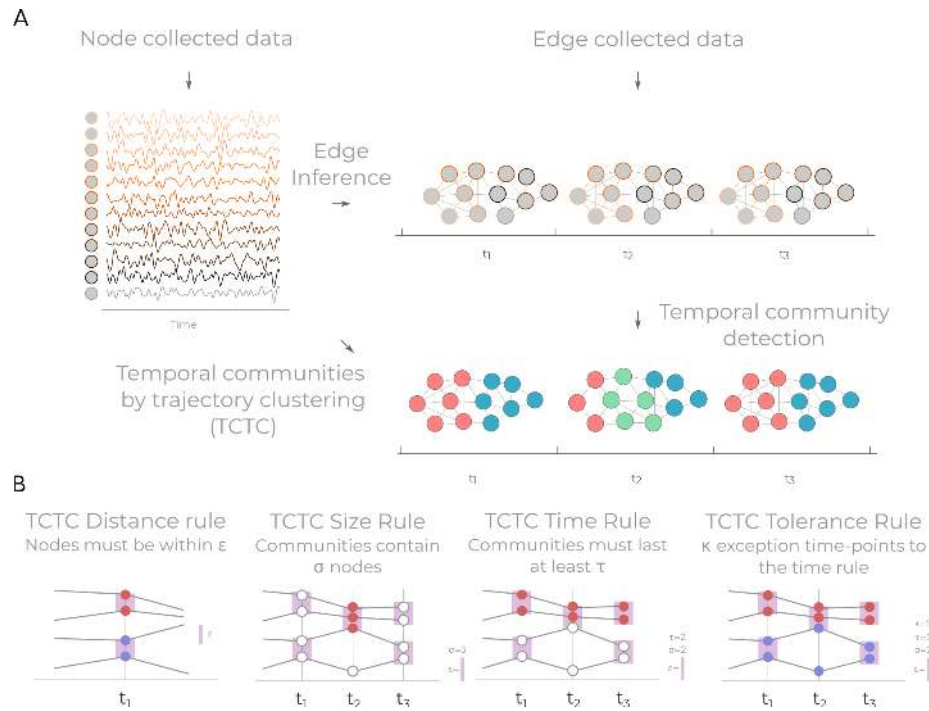 A
Node collected data
Edge collected data
Edge
Inference
t₁
t₂
t₃
Time
Temporal community
detection
Temporal communities
by trajectory clustering
(TCTC)
t₁
t₂
t₃
B
TCTC Distance rule
Nodes must be within ε
TCTC Size Rule
Communities contain
σ nodes
TCTC Time Rule
Communities must last
at least τ
TCTC Tolerance Rule
κ exception time-points to
the time rule
ε
σ=3
τ=2
σ=2
t₁
t₁
t₂
t₃
t₁
t₂
t₃
t₁
t₂
t₃